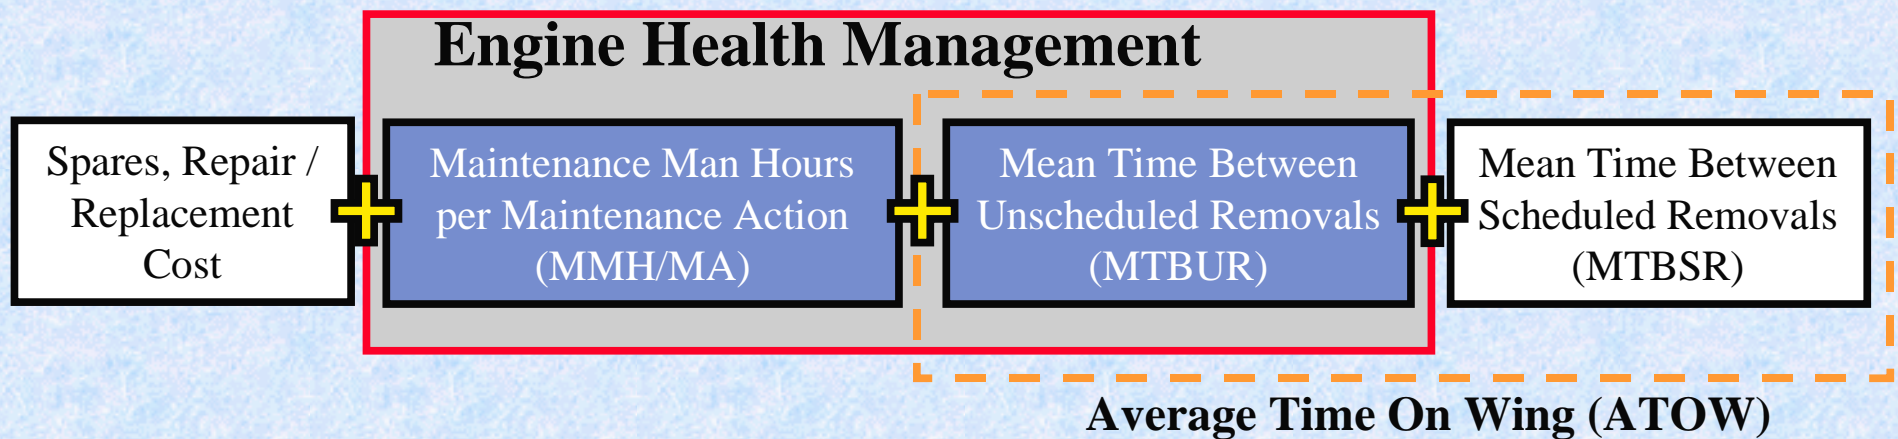 Engine Health Management
Spares, Repair /
Replacement
Cost
Maintenance Man Hours
per Maintenance Action
(MMH/MA)
Mean Time Between
Unscheduled Removals
(MTBUR)
Mean Time Between
Scheduled Removals
(MTBSR)
Average Time On Wing (ATOW)